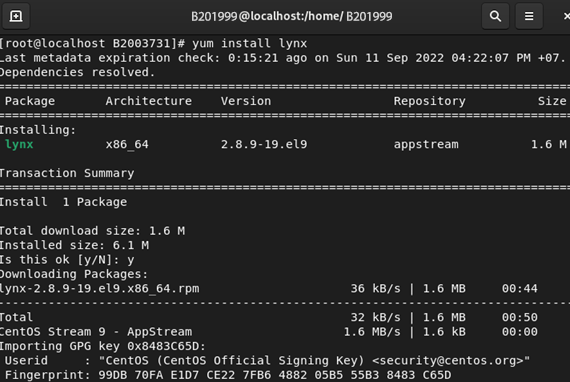 B201999@localhost:/home/ B201999
[root@localhost B2003731]# yum install lynx
Last metadata expiration check: 0:15:21 ago on Sun 11 Sep 2022 04:22:07 PM +07.
Dependencies resolved.
================================================================================
Package Architecture Version Repository Size
================================================================================
Installing:
lynx x86_64 2.8.9-19.el9 appstream 1.6 M
Transaction Summary
================================================================================
Install 1 Package
Total download size: 1.6 M
Installed size: 6.1 M
Is this ok [y/N]: y
Downloading Packages:
lynx-2.8.9-19.el9.x86_64.rpm 36 kB/s | 1.6 MB 00:44
--------------------------------------------------------------------------------
Total 32 kB/s | 1.6 MB 00:50
CentOS Stream 9 - AppStream 1.6 MB/s | 1.6 kB 00:00
Importing GPG key 0x8483C65D:
Userid : "CentOS (CentOS Official Signing Key) <security@centos.org>"
Fingerprint: 99DB 70FA E1D7 CE22 7FB6 4882 05B5 55B3 8483 C65D